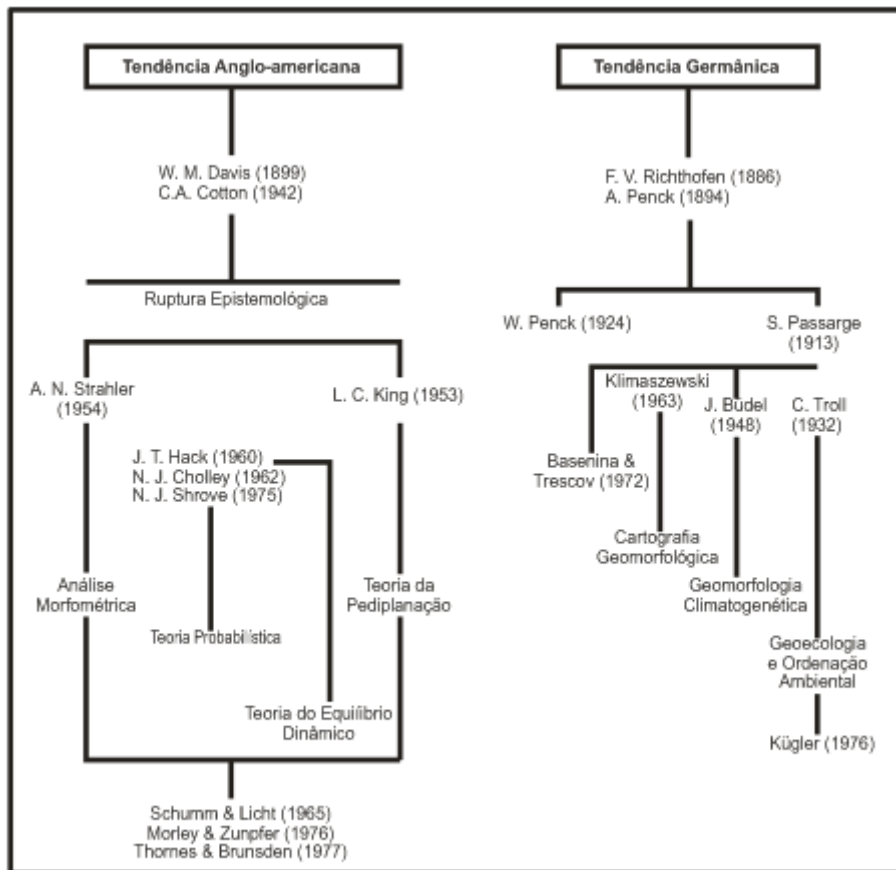 Tendência Anglo-americana
W. M. Davis (1899)
C.A. Cotton (1942)
Ruptura Epistemológica
A. N. Strahler
(1954)
L. C. King (1953)
J. T. Hack (1960)
N. J. Cholley (1962)
N. J. Shrove (1975)
Análise
Morfométrica
Teoria da
Pediplanação
Teoria Probabilística
Teoria do Equilíbrio
Dinâmico
Schumm & Licht (1965)
Morley & Zunpfer (1976)
Thornes & Brunsden (1977)
Tendência Germânica
F. V. Richthofen (1886)
A. Penck (1894)
W. Penck (1924)
S. Passarge
(1913)
Klimaszewski
(1963)
J. Büdel
(1948)
C. Troll
(1932)
Basenina &
Trescov (1972)
Cartografia
Geomorfológica
Geomorfologia
Climatogenética
Geoecologia
e Ordenação
Ambiental
Kügler (1976)